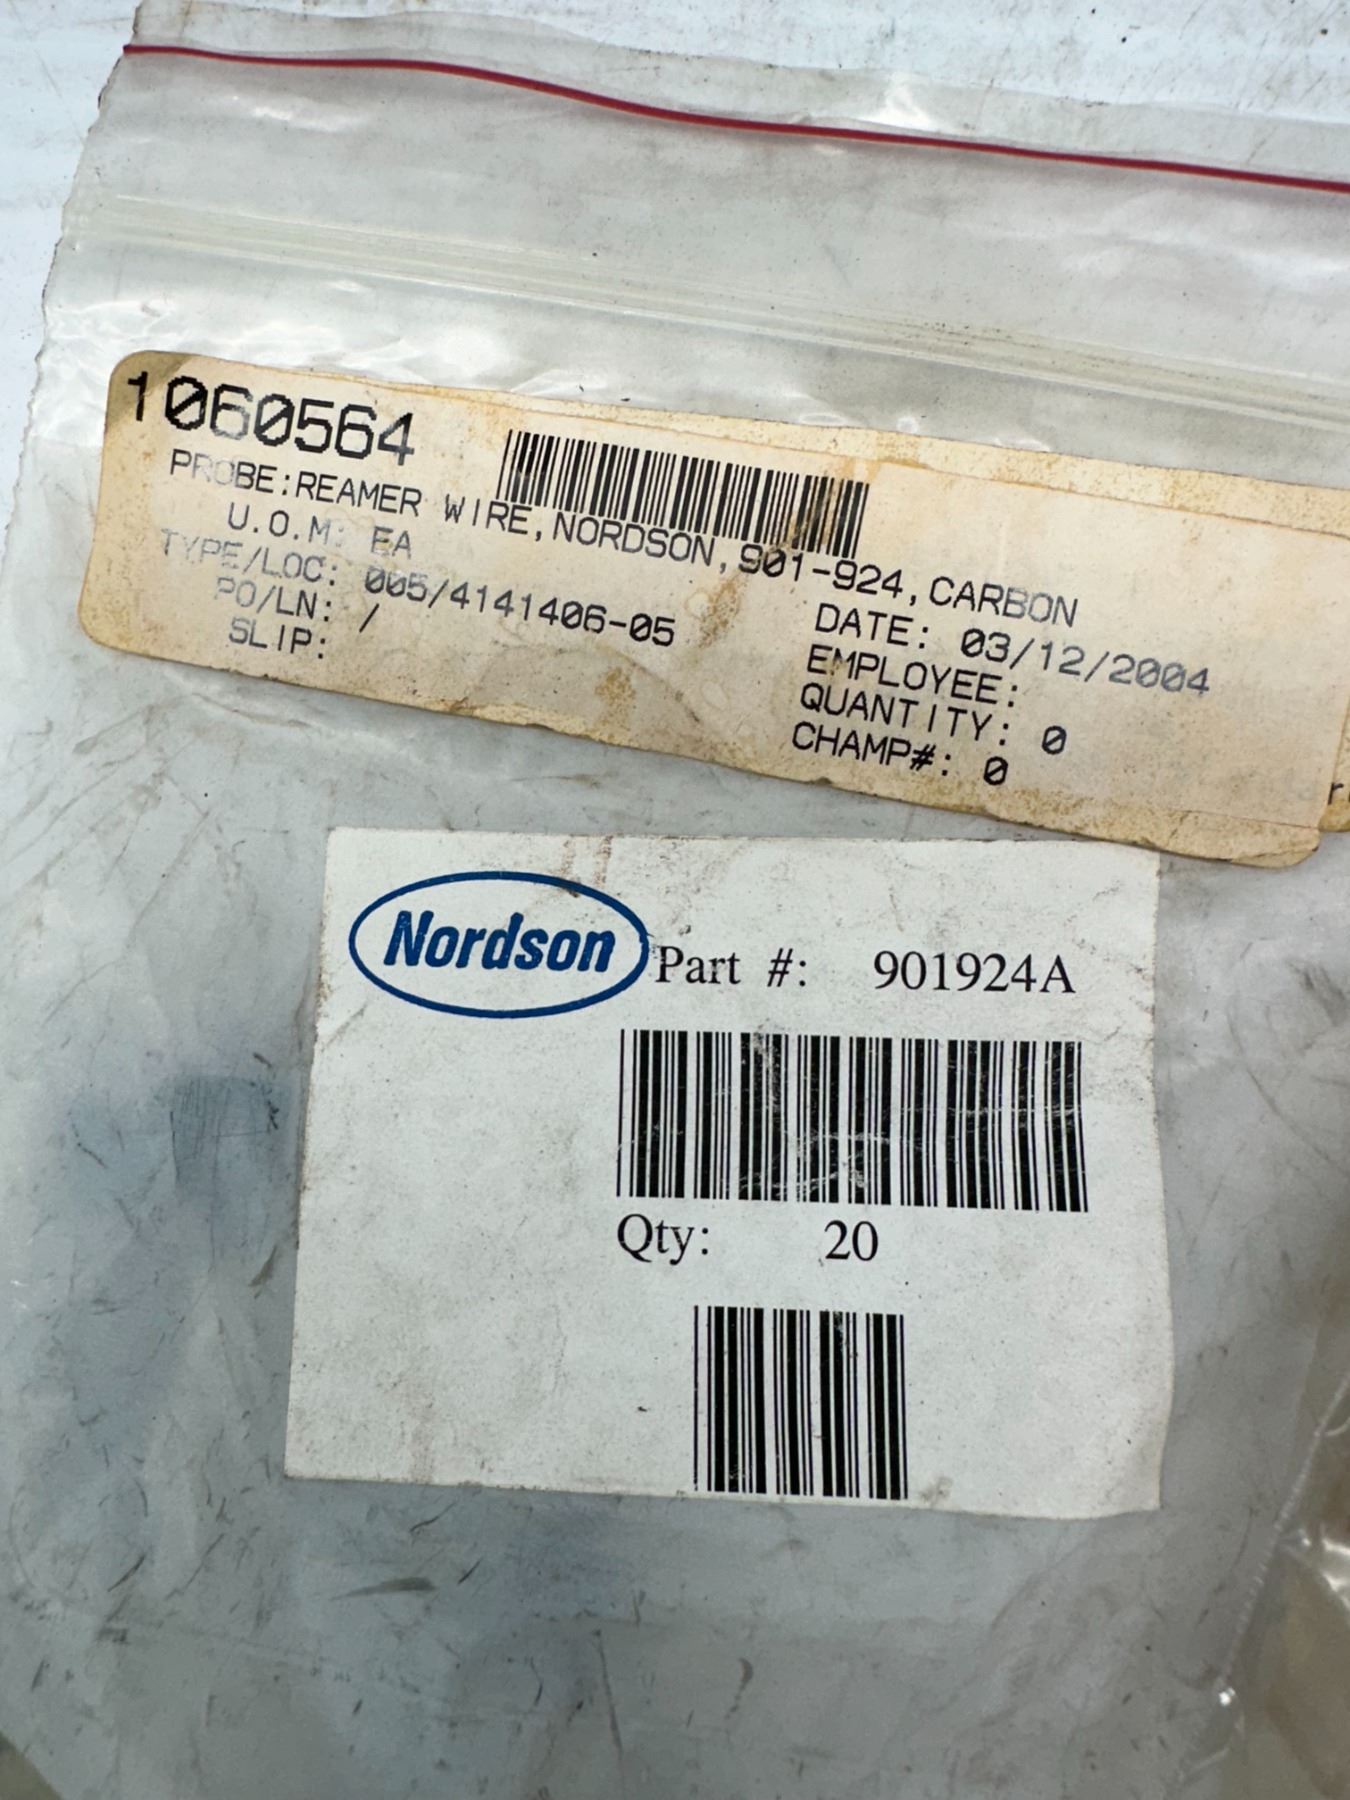 1060564
PROBE:REAMER WIRE,NORDSON,901-924,CARBON
U.O.M: EA
TYPE/LOC: 005/4141406-05
PO/LN: /
SLIP:
DATE: 03/12/2004
EMPLOYEE:
QUANTITY: 0
CHAMP#: 0
Nordson
Part #: 901924A
Qty: 20